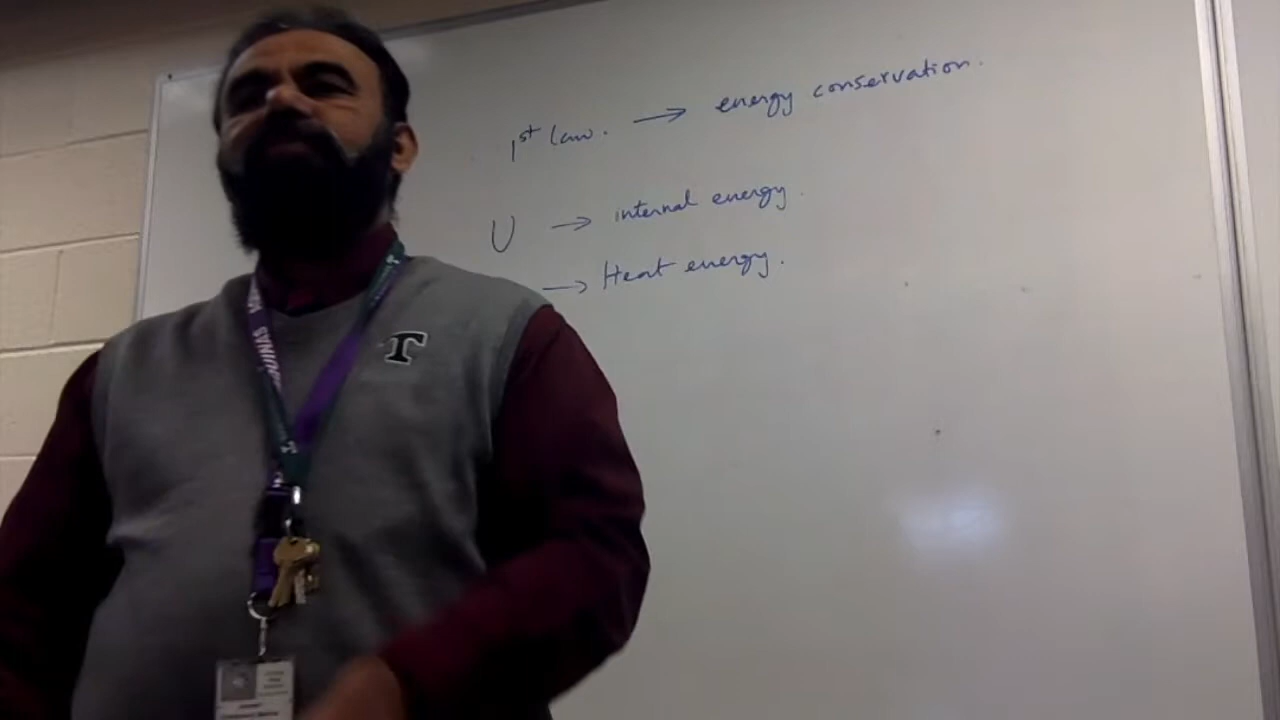 1st law. → energy conservation.
U → internal energy.
→ Heat energy.
T